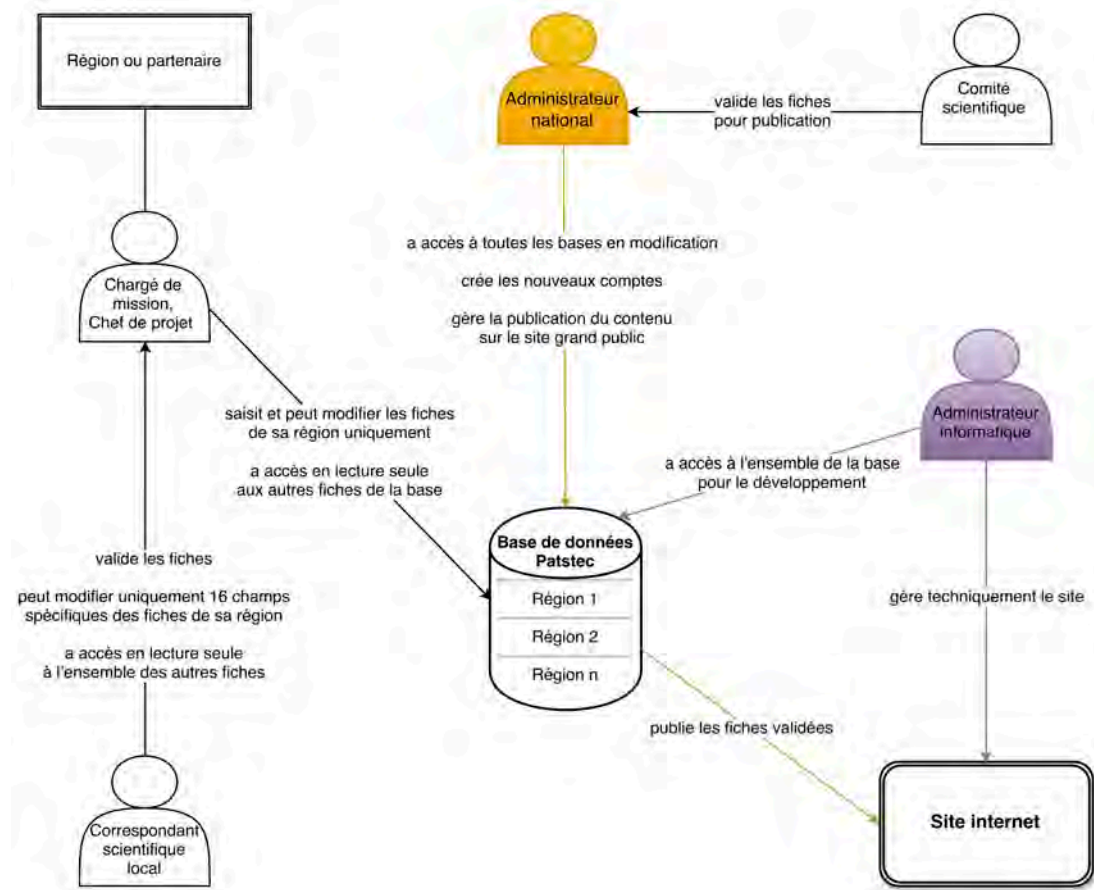 Région ou partenaire
Administrateur
national
valide les fiches
pour publication
Comité
scientifique
Chargé de
mission,
Chef de projet
a accès à toutes les bases en modification
crée les nouveaux comptes
gère la publication du contenu
sur le site grand public
saisit et peut modifier les fiches
de sa région uniquement
a accès en lecture seule
aux autres fiches de la base
Administrateur
informatique
a accès à l'ensemble de la base
pour le développement
valide les fiches
peut modifier uniquement 16 champs
spécifiques des fiches de sa région
a accès en lecture seule
à l'ensemble des autres fiches
Base de données
Patstec
Région 1
Région 2
Région n
gère techniquement le site
publie les fiches validées
Correspondant
scientifique
local
Site internet